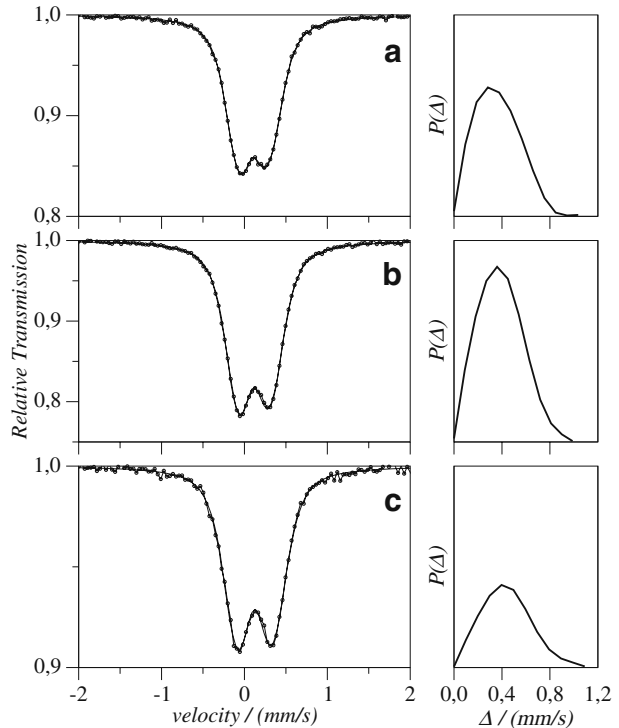 Relative Transmission
1,0
0,9
0,8
a
P(Δ)
1,0
0,9
0,8
b
P(Δ)
1,0
0,9
c
P(Δ)
-2 -1 0 1 2
velocity / (mm/s)
0,0 0,4 0,8 1,2
Δ / (mm/s)